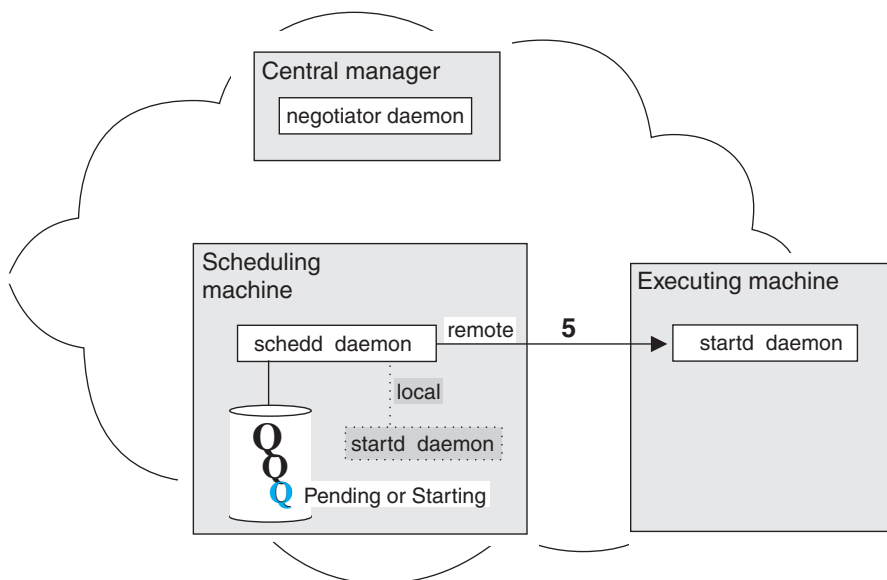 Central manager
negotiator daemon
Scheduling
machine
schedd daemon
remote
5
local
startd daemon
Q
Q
Q
Pending or Starting
Executing machine
startd daemon